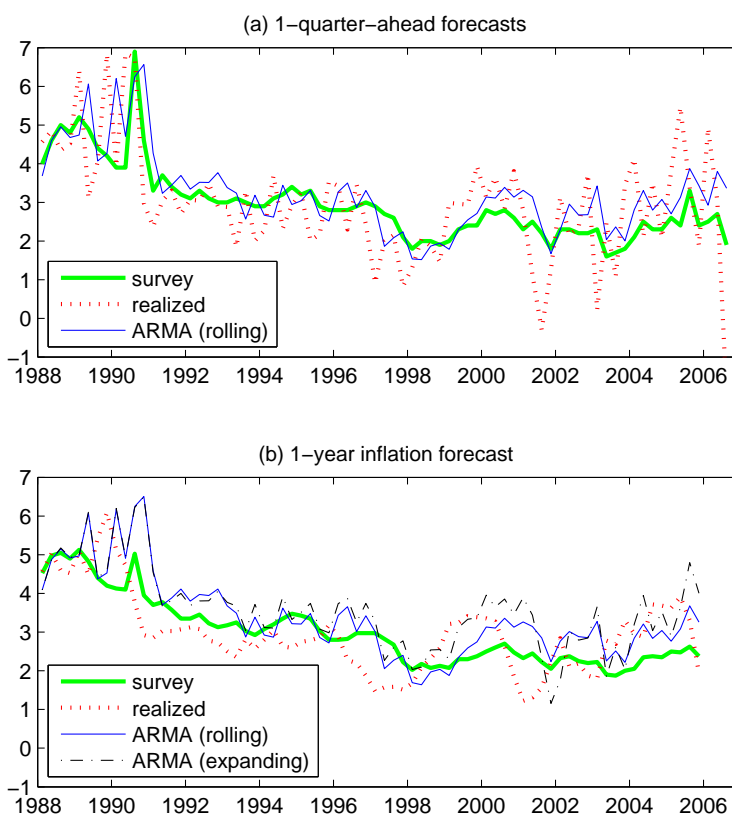 (a) 1−quarter−ahead forecasts
7
6
5
4
3
2
1
0
−1
survey
realized
ARMA (rolling)
1988 1990 1992 1994 1996 1998 2000 2002 2004 2006
(b) 1−year inflation forecast
7
6
5
4
3
2
1
0
−1
survey
realized
ARMA (rolling)
ARMA (expanding)
1988 1990 1992 1994 1996 1998 2000 2002 2004 2006